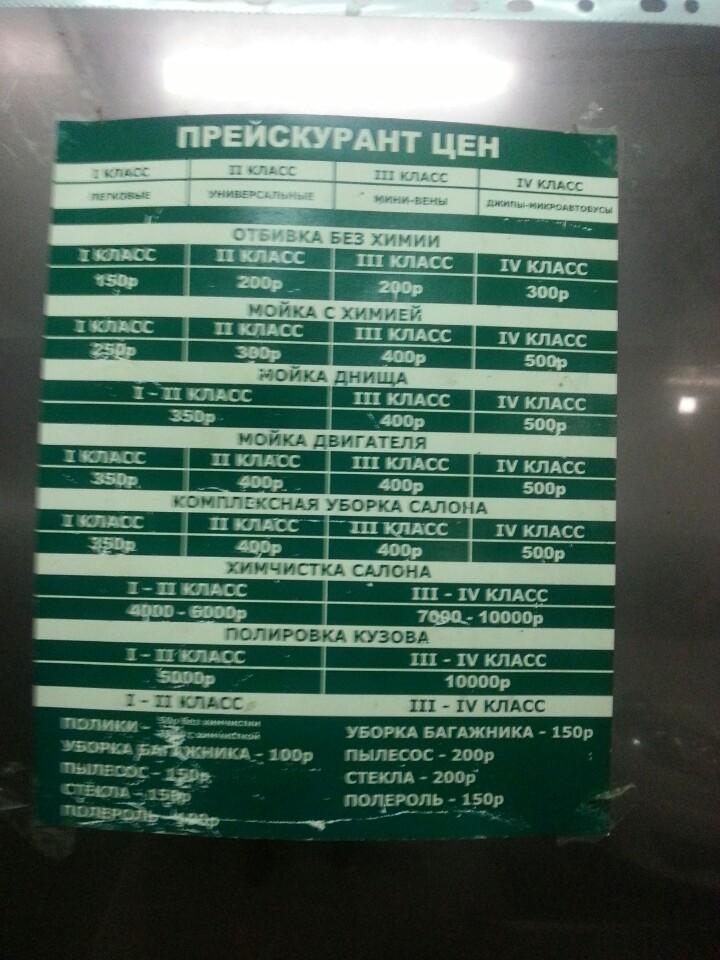 ПРЕЙСКУРАНТ ЦЕН
I КЛАСС II КЛАСС III КЛАСС IV КЛАСС
ЛЕГКОВЫЕ УНИВЕРСАЛЬНЫЕ МИНИ-ВЕНЫ ДЖИПЫ-МИКРОАВТОБУСЫ
ОТБИВКА БЕЗ ХИМИИ
I КЛАСС II КЛАСС III КЛАСС IV КЛАСС
150р 200р 200р 300р
МОЙКА С ХИМИЕЙ
I КЛАСС II КЛАСС III КЛАСС IV КЛАСС
250р 300р 400р 500р
МОЙКА ДНИЩА
I - II КЛАСС III КЛАСС IV КЛАСС
350р 400р 500р
МОЙКА ДВИГАТЕЛЯ
I КЛАСС II КЛАСС III КЛАСС IV КЛАСС
350р 400р 400р 500р
КОМПЛЕКСНАЯ УБОРКА САЛОНА
I КЛАСС II КЛАСС III КЛАСС IV КЛАСС
350р 400р 400р 500р
ХИМЧИСТКА САЛОНА
I - II КЛАСС III - IV КЛАСС
4000 - 6000р 7000 - 10000р
ПОЛИРОВКА КУЗОВА
I - II КЛАСС III - IV КЛАСС
5000р 10000р
I - II КЛАСС III - IV КЛАСС
ПОЛИКИ - без химчистки
с химчисткой
УБОРКА БАГАЖНИКА - 100р
ПЫЛЕСОС - 150р
СТЕКЛА - 150р
ПОЛЕРОЛЬ -
УБОРКА БАГАЖНИКА - 150р
ПЫЛЕСОС - 200р
СТЕКЛА - 200р
ПОЛЕРОЛЬ - 150р